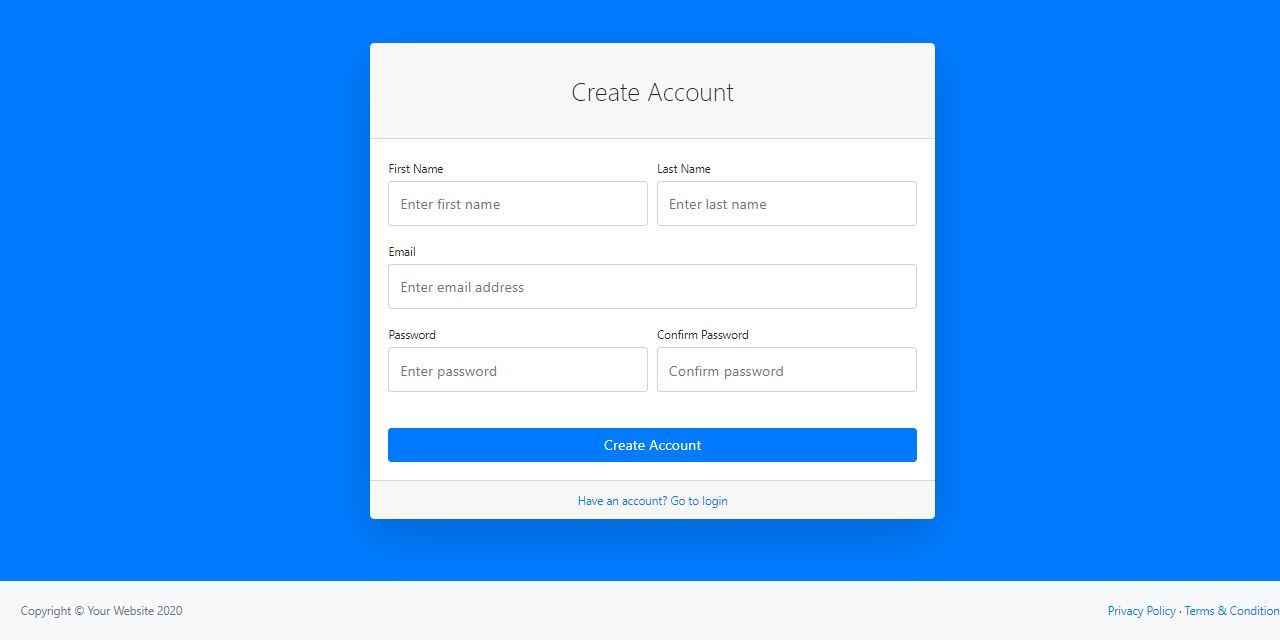 Create Account
First Name Last Name
Enter first name Enter last name
Email
Enter email address
Password Confirm Password
Enter password Confirm password
Create Account
Have an account? Go to login
Copyright © Your Website 2020 Privacy Policy · Terms & Condition